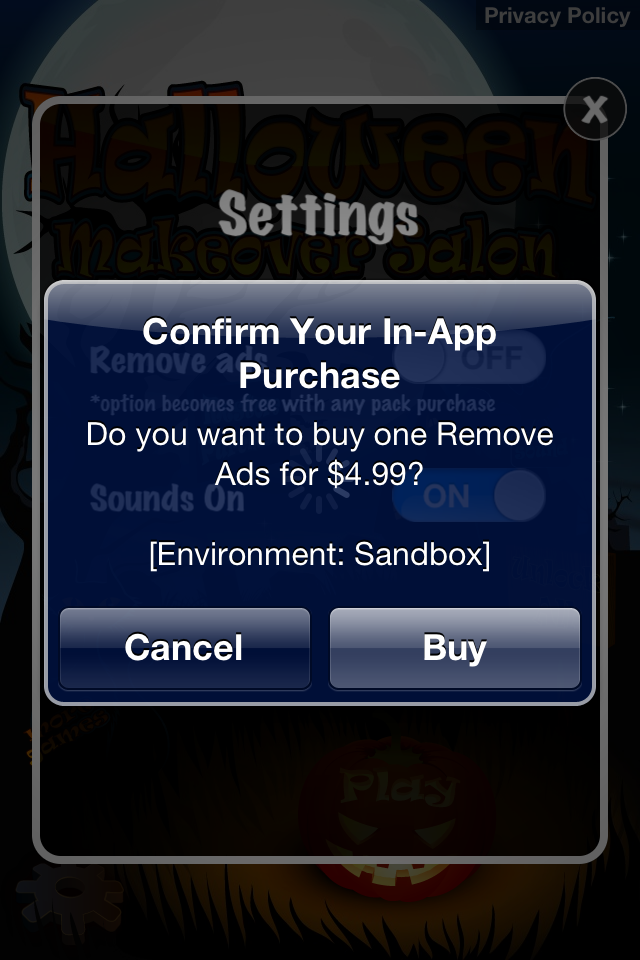 Privacy Policy
X
Halloween
Makeover Salon
Settings
Confirm Your In-App
Purchase
Remove ads
OFF
*option becomes free with any pack purchase
Do you want to buy one Remove
Ads for $4.99?
Sounds On
ON
[Environment: Sandbox]
Cancel
Buy
Play